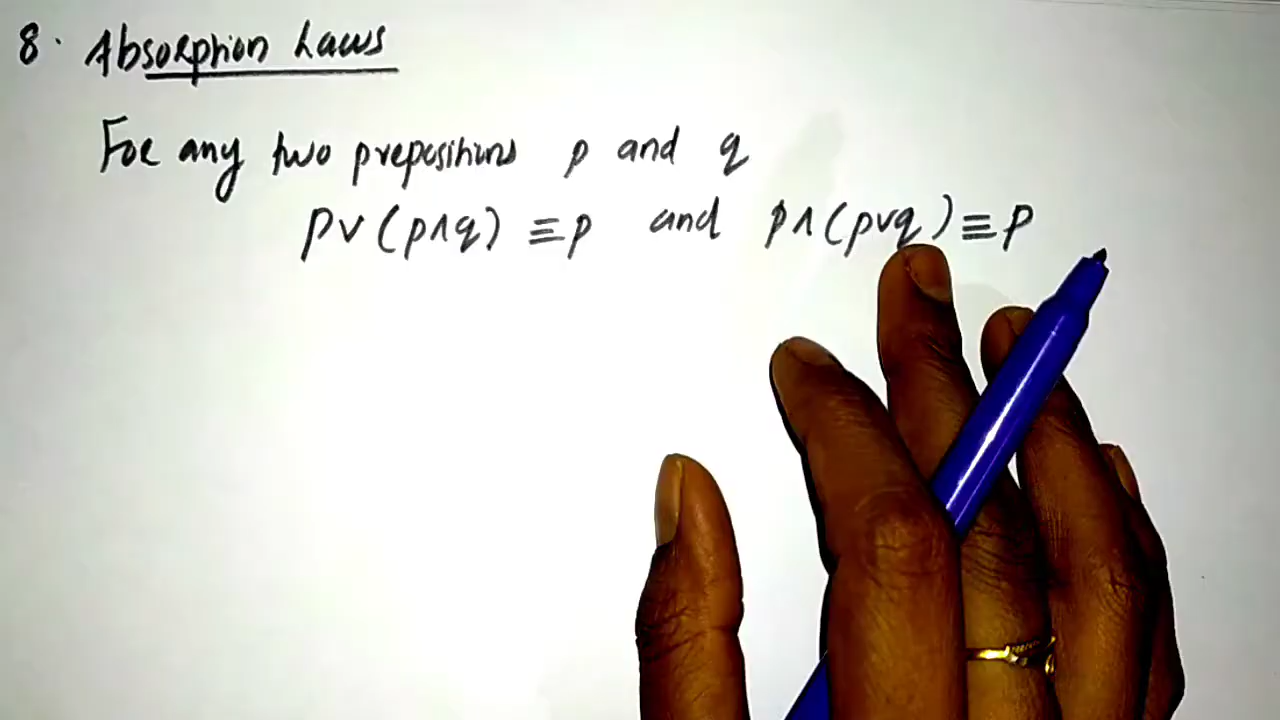 8. Absorption Laws
For any two prepositions p and q
p∨(p∧q) ≡p and p∧(p∨q)≡p